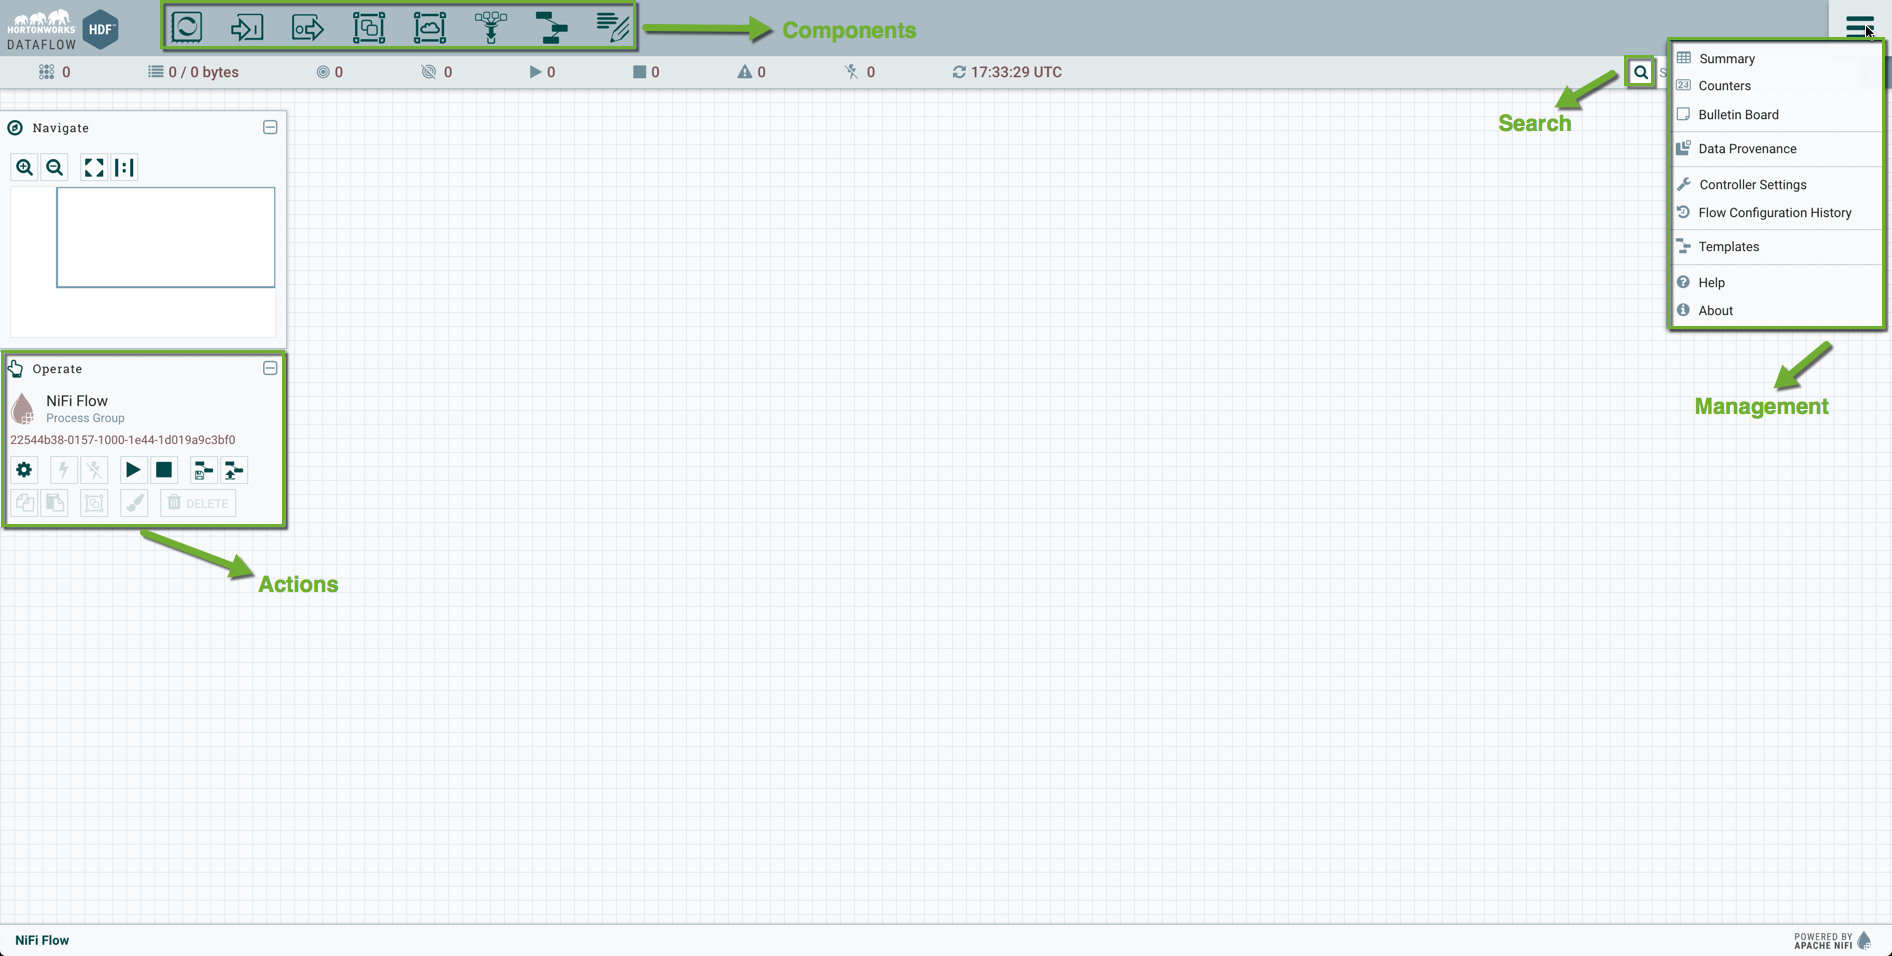 HORTONWORKS
DATAFLOW
HDF™
Components
0
0 / 0 bytes
0
0
0
0
0
0
17:33:29 UTC
S
Search
Summary
23
Counters
Bulletin Board
Data Provenance
Controller Settings
Flow Configuration History
Templates
Help
About
Management
Navigate
Operate
NiFi Flow
Process Group
22544b38-0157-1000-1e44-1d019a9c3bf0
DELETE
Actions
NiFi Flow
POWERED BY
APACHE NIFI